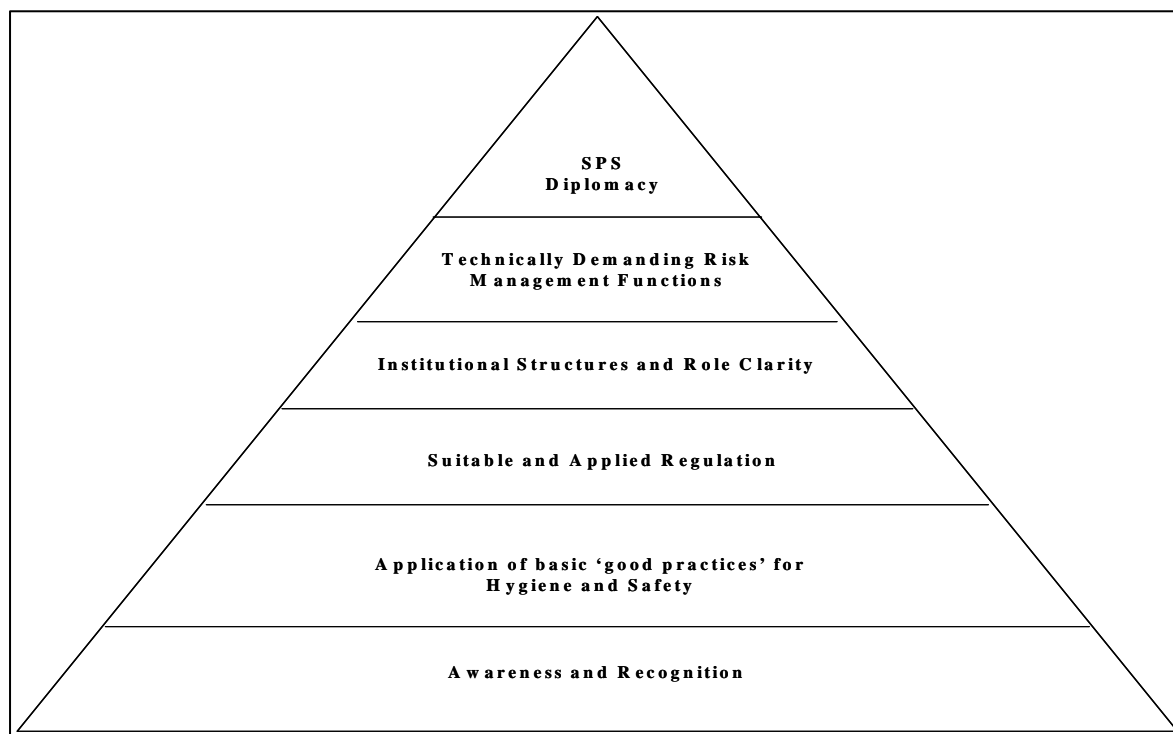 SPS
Diplomacy
Technically Demanding Risk
Management Functions
Institutional Structures and Role Clarity
Suitable and Applied Regulation
Application of basic ‘good practices’ for
Hygiene and Safety
Awareness and Recognition